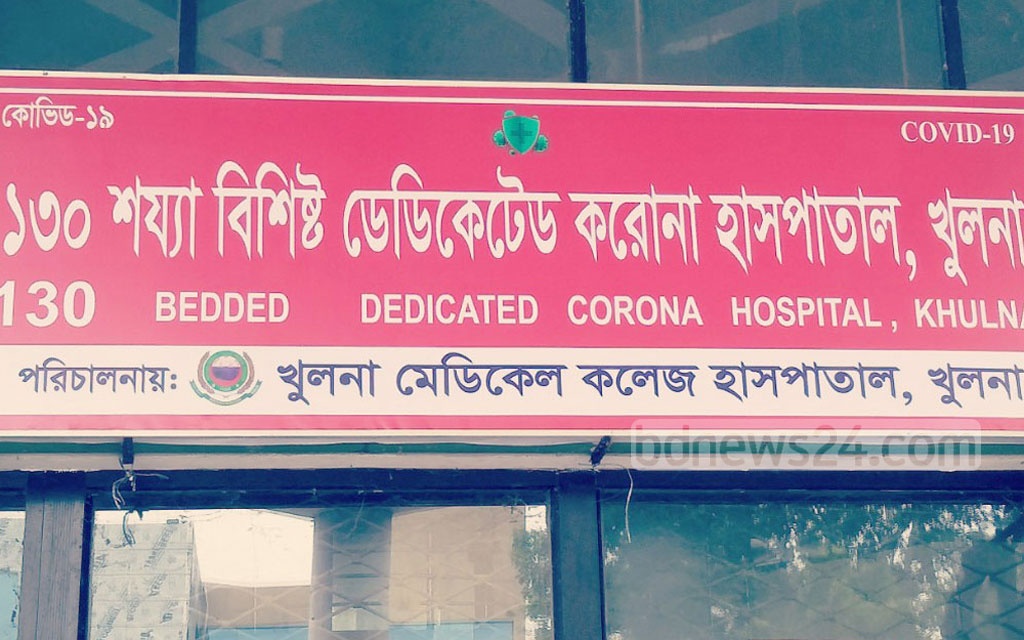 কোভিড-১৯ COVID-19
১৩০ শয্যা বিশিষ্ট ডেডিকেটেড করোনা হাসপাতাল, খুলনা
130 BEDDED DEDICATED CORONA HOSPITAL, KHULNA
পরিচালনায়: খুলনা মেডিকেল কলেজ হাসপাতাল, খুলনা
bdnews24.com